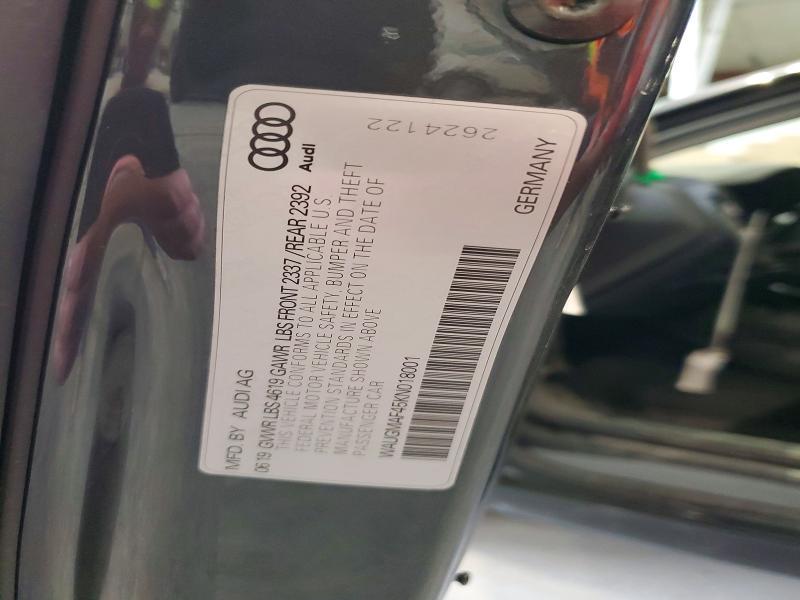 MFD. BY AUDI AG
Audi
06 19 GVWR LBS 4619 GAWR LBS FRONT 2337/REAR 2392
THIS VEHICLE CONFORMS TO ALL APPLICABLE U.S.
FEDERAL MOTOR VEHICLE SAFETY, BUMPER AND THEFT
PREVENTION STANDARDS IN EFFECT ON THE DATE OF
MANUFACTURE SHOWN ABOVE
PASSENGER CAR
WAUGMAF45KN018001
2624122
GERMANY